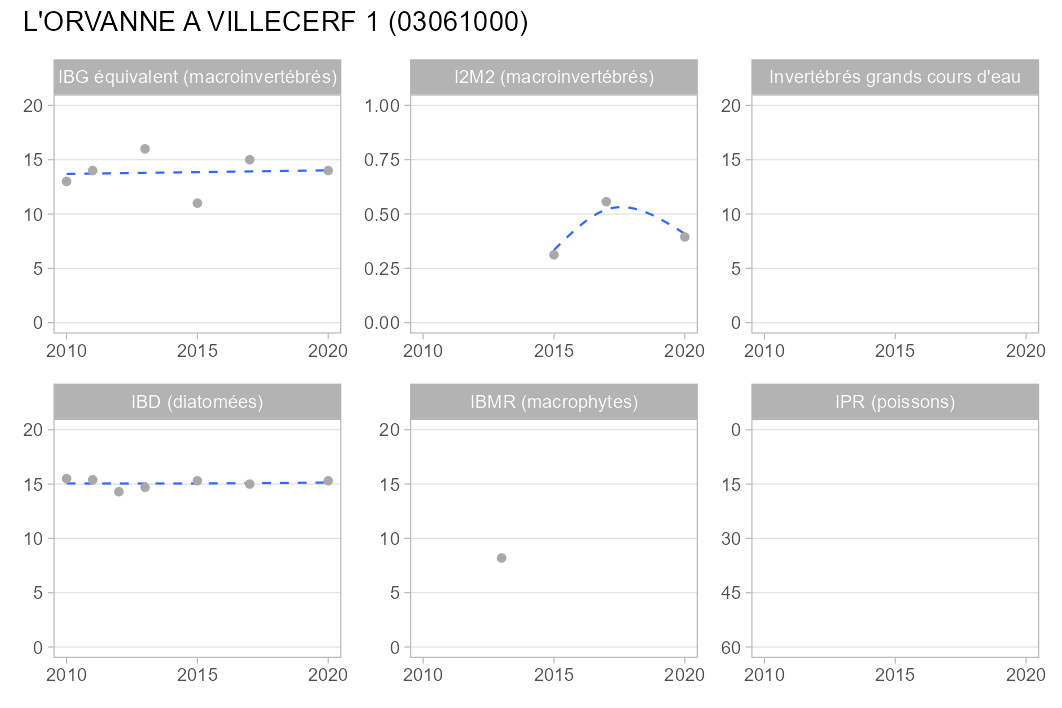 L'ORVANNE A VILLECERF 1 (03061000)
IBG équivalent (macroinvertébrés)
20
15
10
5
0
2010 2015 2020
I2M2 (macroinvertébrés)
1.00
0.75
0.50
0.25
0.00
2010 2015 2020
Invertébrés grands cours d'eau
20
15
10
5
0
2010 2015 2020
IBD (diatomées)
20
15
10
5
0
2010 2015 2020
IBMR (macrophytes)
20
15
10
5
0
2010 2015 2020
IPR (poissons)
0
15
30
45
60
2010 2015 2020